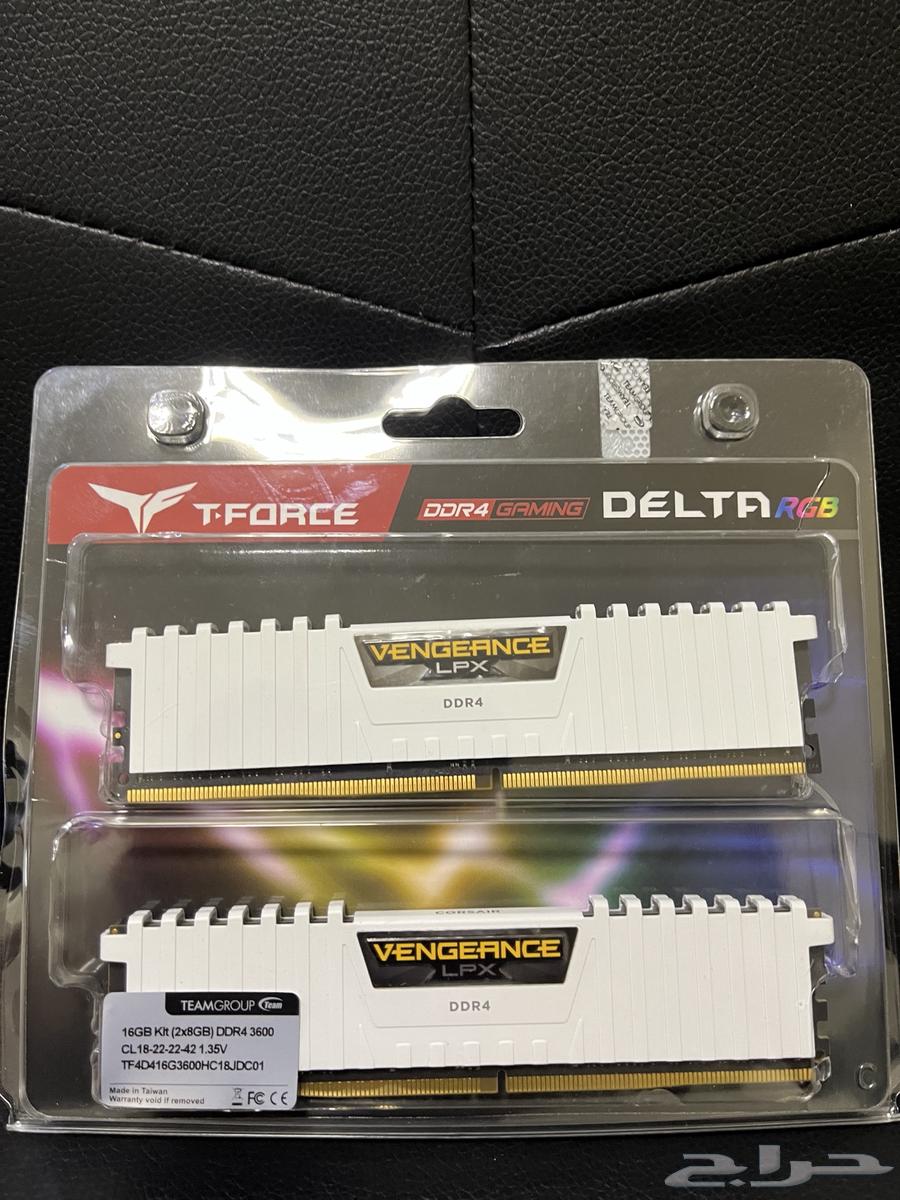 T-FORCE DDR4 GAMING DELTA RGB
VENGEANCE
LPX
DDR4
CORSAIR
VENGEANCE
LPX
DDR4
TEAMGROUP Team
16GB Kit (2x8GB) DDR4 3600
CL18-22-22-42 1.35V
TF4D416G3600HC18JDC01
Made in Taiwan
Warranty void if removed
FC CE
حراج